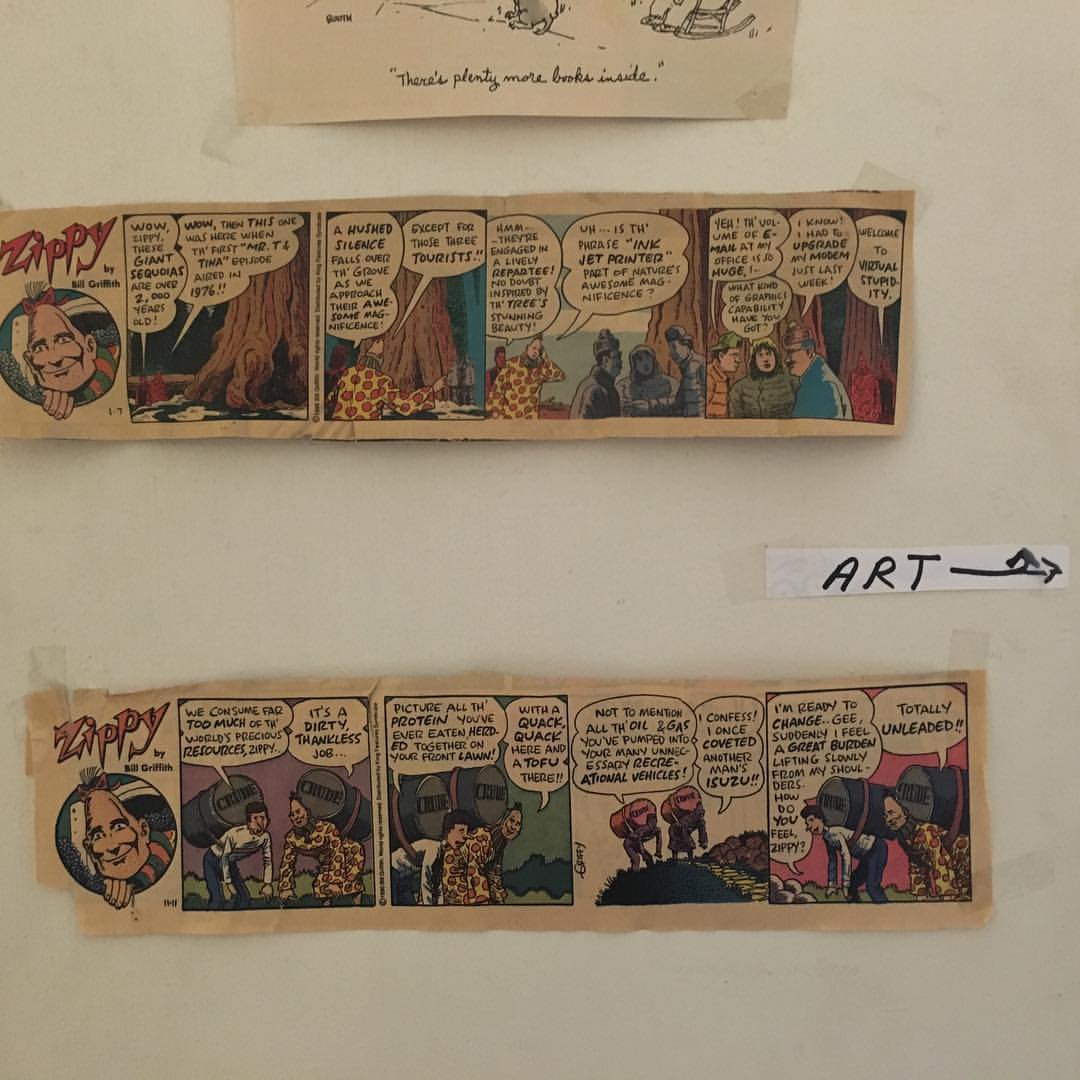 BOOTH
"There's plenty more books inside."
Zippy
by
Bill Griffith
1-7
WOW,
ZIPPY,
THESE
GIANT
SEQUOIAS
ARE OVER
2,000
YEARS
OLD!
WOW, THEN THIS ONE
WAS HERE WHEN
TH' FIRST "MR. T &
TINA" EPISODE
AIRED IN
1976!!
A HUSHED
SILENCE
FALLS OVER
TH' GROVE
AS WE
APPROACH
THEIR AWE-
SOME MAG-
NIFICENCE!
EXCEPT FOR
THOSE THREE
TOURISTS!!
HMM--
-THEY'RE
ENGAGED IN
A LIVELY
REPARTEE!
NO DOUBT
INSPIRED BY
TH' TREE'S
STUNNING
BEAUTY!
UH... IS TH'
PHRASE "INK
JET PRINTER"
PART OF NATURE'S
AWESOME MAG-
NIFICENCE?
YEH! TH' VOL-
UME OF E-
MAIL AT MY
OFFICE IS SO
HUGE, I--
I KNOW!
I HAD TO
UPGRADE
MY MODEM
JUST LAST
WEEK!
WHAT KIND
OF GRAPHICS
CAPABILITY
HAVE YOU
GOT?
WELCOME
TO
VIRTUAL
STUPID-
ITY.
ART
Zippy
by
Bill Griffith
11-11
WE CONSUME FAR
TOO MUCH OF TH'
WORLD'S PRECIOUS
RESOURCES, ZIPPY..
IT'S A
DIRTY,
THANKLESS
JOB...
CRUDE
CRUDE
PICTURE ALL TH'
PROTEIN YOU'VE
EVER EATEN HERD-
ED TOGETHER ON
YOUR FRONT LAWN!
WITH A
QUACK,
QUACK
HERE AND
A TOFU
THERE!!
CRUDE
CRUDE
NOT TO MENTION
ALL TH' OIL & GAS
YOU'VE PUMPED INTO
YOUR MANY UNNEC-
ESSARY RECRE-
ATIONAL VEHICLES!
I CONFESS!
I ONCE
COVETED
ANOTHER
MAN'S
ISUZU!!
GRIFFY
I'M READY TO
CHANGE.. GEE,
SUDDENLY I FEEL
A GREAT BURDEN
LIFTING SLOWLY
FROM MY SHOUL-
DERS.
HOW
DO
YOU
FEEL,
ZIPPY?
TOTALLY
UNLEADED!!
CRUDE
CRUDE